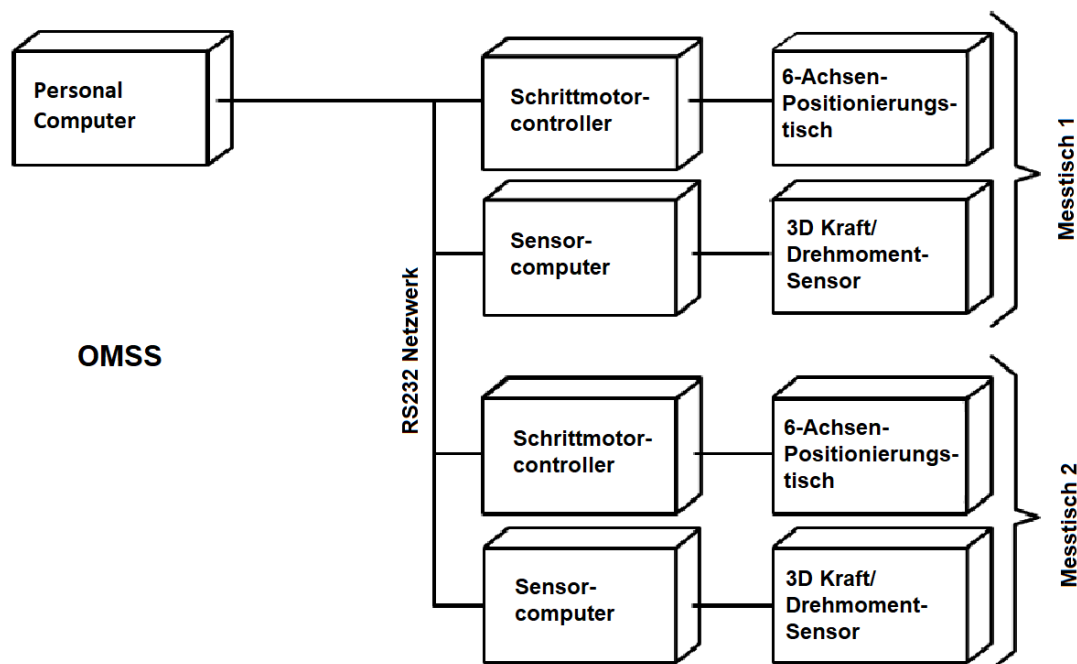 Personal
Computer
Schrittmotor-
controller
6-Achsen-
Positionierungs-
tisch
Sensor-
computer
3D Kraft/
Drehmoment-
Sensor
Messtisch 1
OMSS
RS232 Netzwerk
Schrittmotor-
controller
6-Achsen-
Positionierungs-
tisch
Sensor-
computer
3D Kraft/
Drehmoment-
Sensor
Messtisch 2